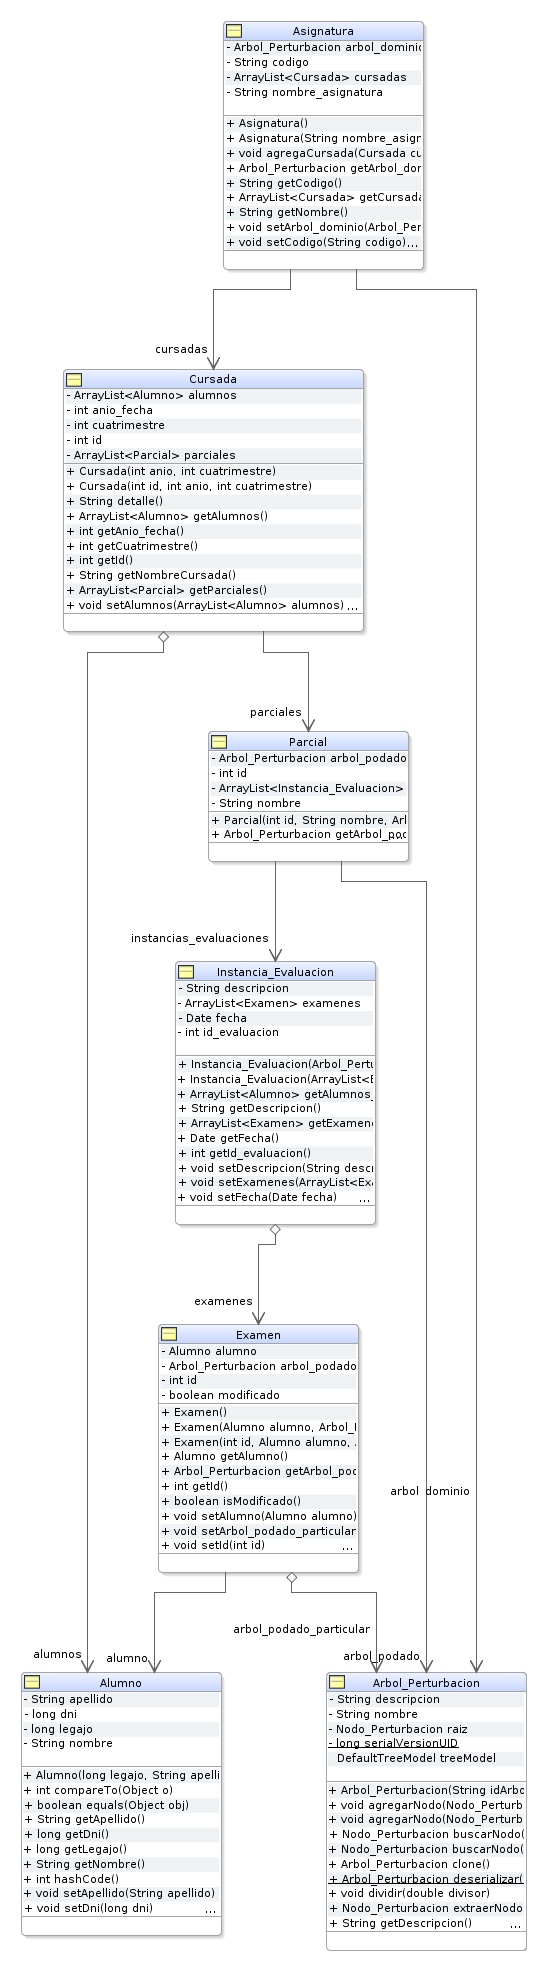 Asignatura
- Arbol_Perturbacion arbol_dominio
- String codigo
- ArrayList<Cursada> cursadas
- String nombre_asignatura
+ Asignatura()
+ Asignatura(String nombre_asign
+ void agregaCursada(Cursada cu
+ Arbol_Perturbacion getArbol_dor
+ String getCodigo()
+ ArrayList<Cursada> getCursada
+ String getNombre()
+ void setArbol_dominio(Arbol_Per
+ void setCodigo(String codigo)...
cursadas
Cursada
- ArrayList<Alumno> alumnos
- int anio_fecha
- int cuatrimestre
- int id
- ArrayList<Parcial> parciales
+ Cursada(int anio, int cuatrimestre)
+ Cursada(int id, int anio, int cuatrimestre)
+ String detalle()
+ ArrayList<Alumno> getAlumnos()
+ int getAnio_fecha()
+ int getCuatrimestre()
+ int getId()
+ String getNombreCursada()
+ ArrayList<Parcial> getParciales()
+ void setAlumnos(ArrayList<Alumno> alumnos) ...
parciales
Parcial
- Arbol_Perturbacion arbol_podado
- int id
- ArrayList<Instancia_Evaluacion>
- String nombre
+ Parcial(int id, String nombre, Arl
+ Arbol_Perturbacion getArbol_poc...
instancias_evaluaciones
Instancia_Evaluacion
- String descripcion
- ArrayList<Examen> examenes
- Date fecha
- int id_evaluacion
+ Instancia_Evaluacion(Arbol_Pertu
+ Instancia_Evaluacion(ArrayList<E
+ ArrayList<Alumno> getAlumnos_
+ String getDescripcion()
+ ArrayList<Examen> getExamen
+ Date getFecha()
+ int getId_evaluacion()
+ void setDescripcion(String descr
+ void setExamenes(ArrayList<Exa
+ void setFecha(Date fecha) ...
examenes
Examen
- Alumno alumno
- Arbol_Perturbacion arbol_podado
- int id
- boolean modificado
+ Examen()
+ Examen(Alumno alumno, Arbol_I
+ Examen(int id, Alumno alumno, .
+ Alumno getAlumno()
+ Arbol_Perturbacion getArbol_poc
+ int getId()
+ boolean isModificado()
+ void setAlumno(Alumno alumno)
+ void setArbol_podado_particular
+ void setId(int id) ...
arbol_dominio
arbol_podado_particular
alumnos
alumno
arbol_podado
Alumno
- String apellido
- long dni
- long legajo
- String nombre
+ Alumno(long legajo, String apelli
+ int compareTo(Object o)
+ boolean equals(Object obj)
+ String getApellido()
+ long getDni()
+ long getLegajo()
+ String getNombre()
+ int hashCode()
+ void setApellido(String apellido)
+ void setDni(long dni) ...
Arbol_Perturbacion
- String descripcion
- String nombre
- Nodo_Perturbacion raiz
- long serialVersionUID
DefaultTreeModel treeModel
+ Arbol_Perturbacion(String idArbo
+ void agregarNodo(Nodo_Perturb
+ void agregarNodo(Nodo_Perturb
+ Nodo_Perturbacion buscarNodo(
+ Nodo_Perturbacion buscarNodo(
+ Arbol_Perturbacion clone()
+ Arbol_Perturbacion deserializar(
+ void dividir(double divisor)
+ Nodo_Perturbacion extraerNodo
+ String getDescripcion() ...